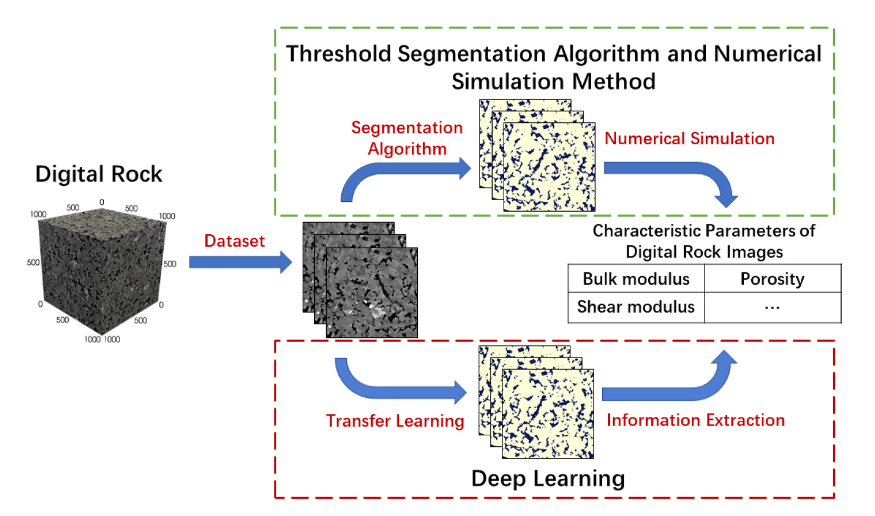 Threshold Segmentation Algorithm and Numerical
Simulation Method
Segmentation
Algorithm
Numerical Simulation
Digital Rock
0
1000
1000
500
500
Dataset
0
0
500
500
1000
1000
Characteristic Parameters of
Digital Rock Images
Bulk modulus
Porosity
Shear modulus
...
Transfer Learning
Information Extraction
Deep Learning